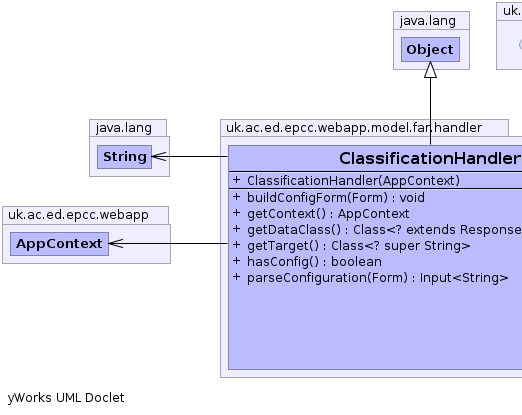 java.lang
uk.
Object
java.lang
String
uk.ac.ed.epcc.webapp.model.far.handler
ClassificationHandler
+ ClassificationHandler(AppContext)
+ buildConfigForm(Form) : void
+ getContext() : AppContext
+ getDataClass() : Class<? extends Response
+ getTarget() : Class<? super String>
+ hasConfig() : boolean
+ parseConfiguration(Form) : Input<String>
uk.ac.ed.epcc.webapp
AppContext
yWorks UML Doclet